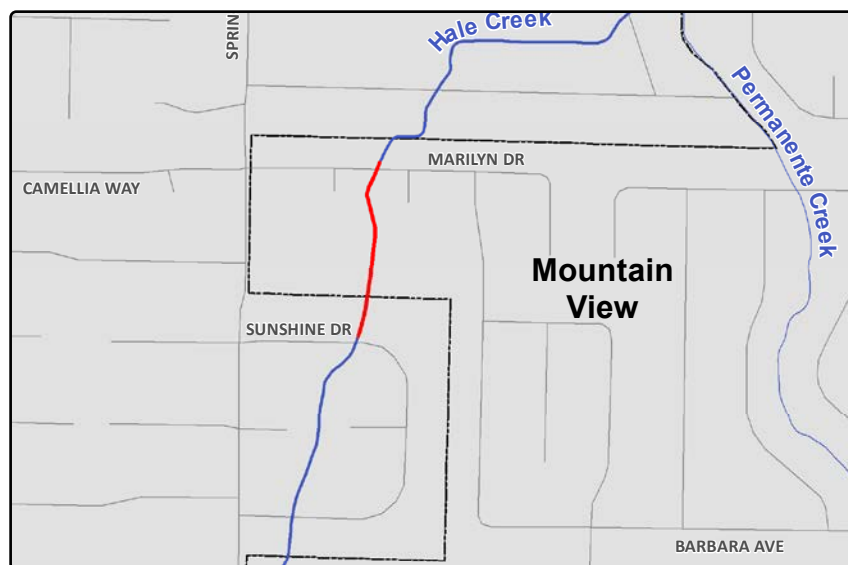 SPRIN
Hale Creek
Permanente Creek
MARILYN DR
CAMELLIA WAY
Mountain
View
SUNSHINE DR
BARBARA AVE